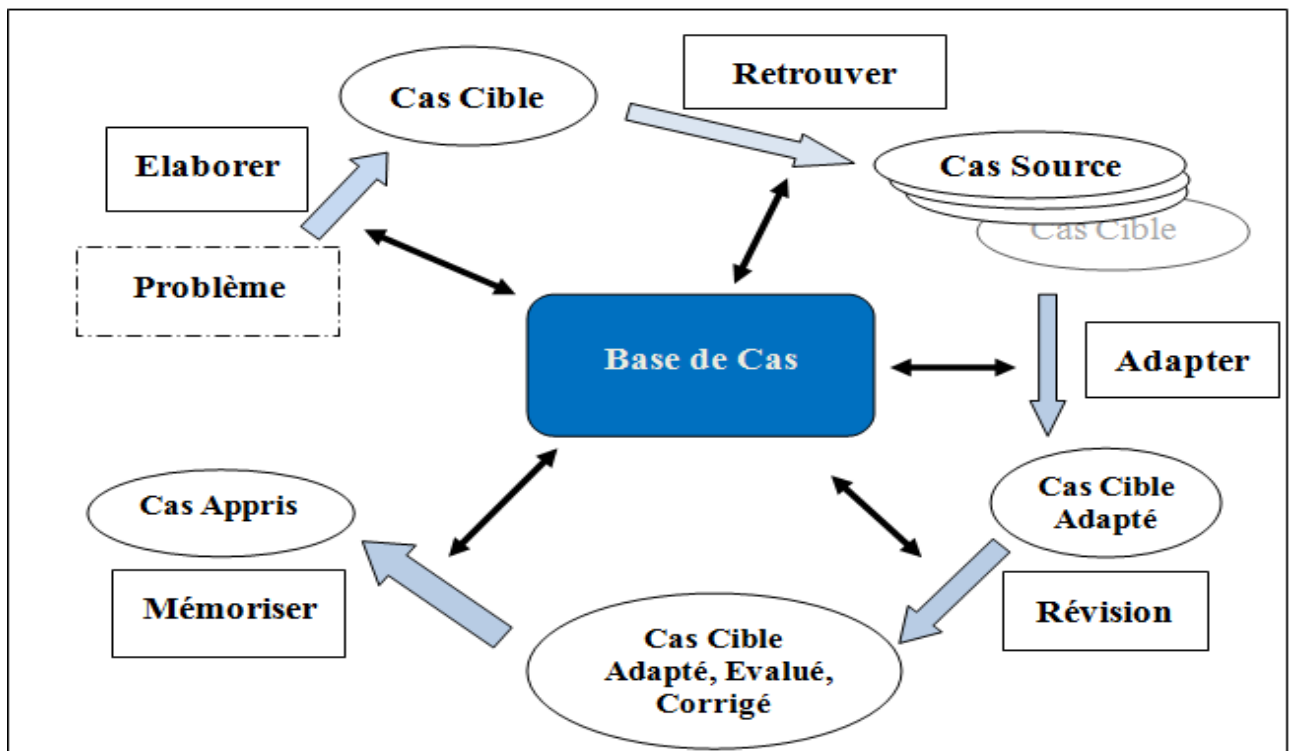 Retrouver
Cas Cible
Elaborer
Cas Source
Cas Cible
Problème
Base de Cas
Adapter
Cas Appris
Cas Cible
Adapté
Mémoriser
Révision
Cas Cible
Adapté, Evalué,
Corrigé